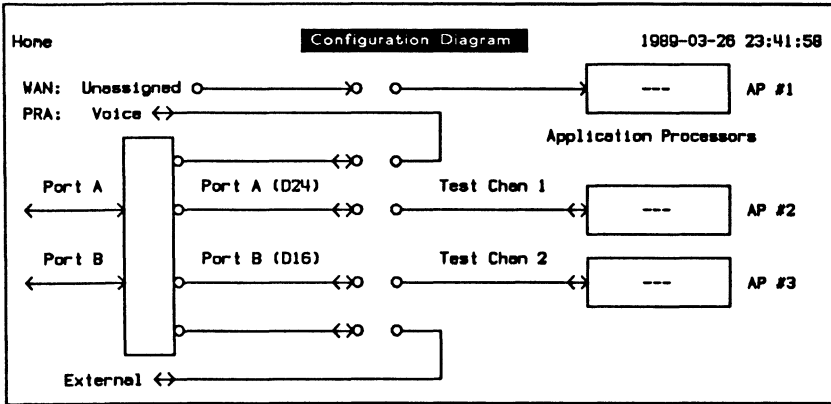 Home Configuration Diagram 1989-03-26 23:41:58
WAN: Unassigned --- AP #1
PRA: Voice
Application Processors
Port A Port A (D24) Test Chan 1 --- AP #2
Port B Port B (D16) Test Chan 2 --- AP #3
External